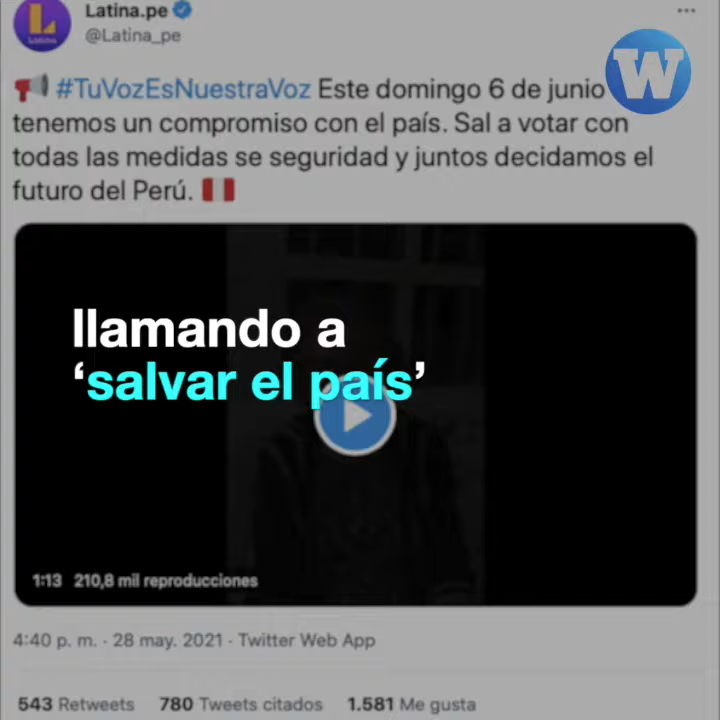 Latina.pe
@Latina_pe
W
#TuVozEsNuestraVoz Este domingo 6 de junio
tenemos un compromiso con el país. Sal a votar con
todas las medidas se seguridad y juntos decidamos el
futuro del Perú.
llamando a
‘salvar el país’
1:13 210,8 mil reproducciones
4:40 p. m. · 28 may. 2021 · Twitter Web App
543 Retweets 780 Tweets citados 1.581 Me gusta